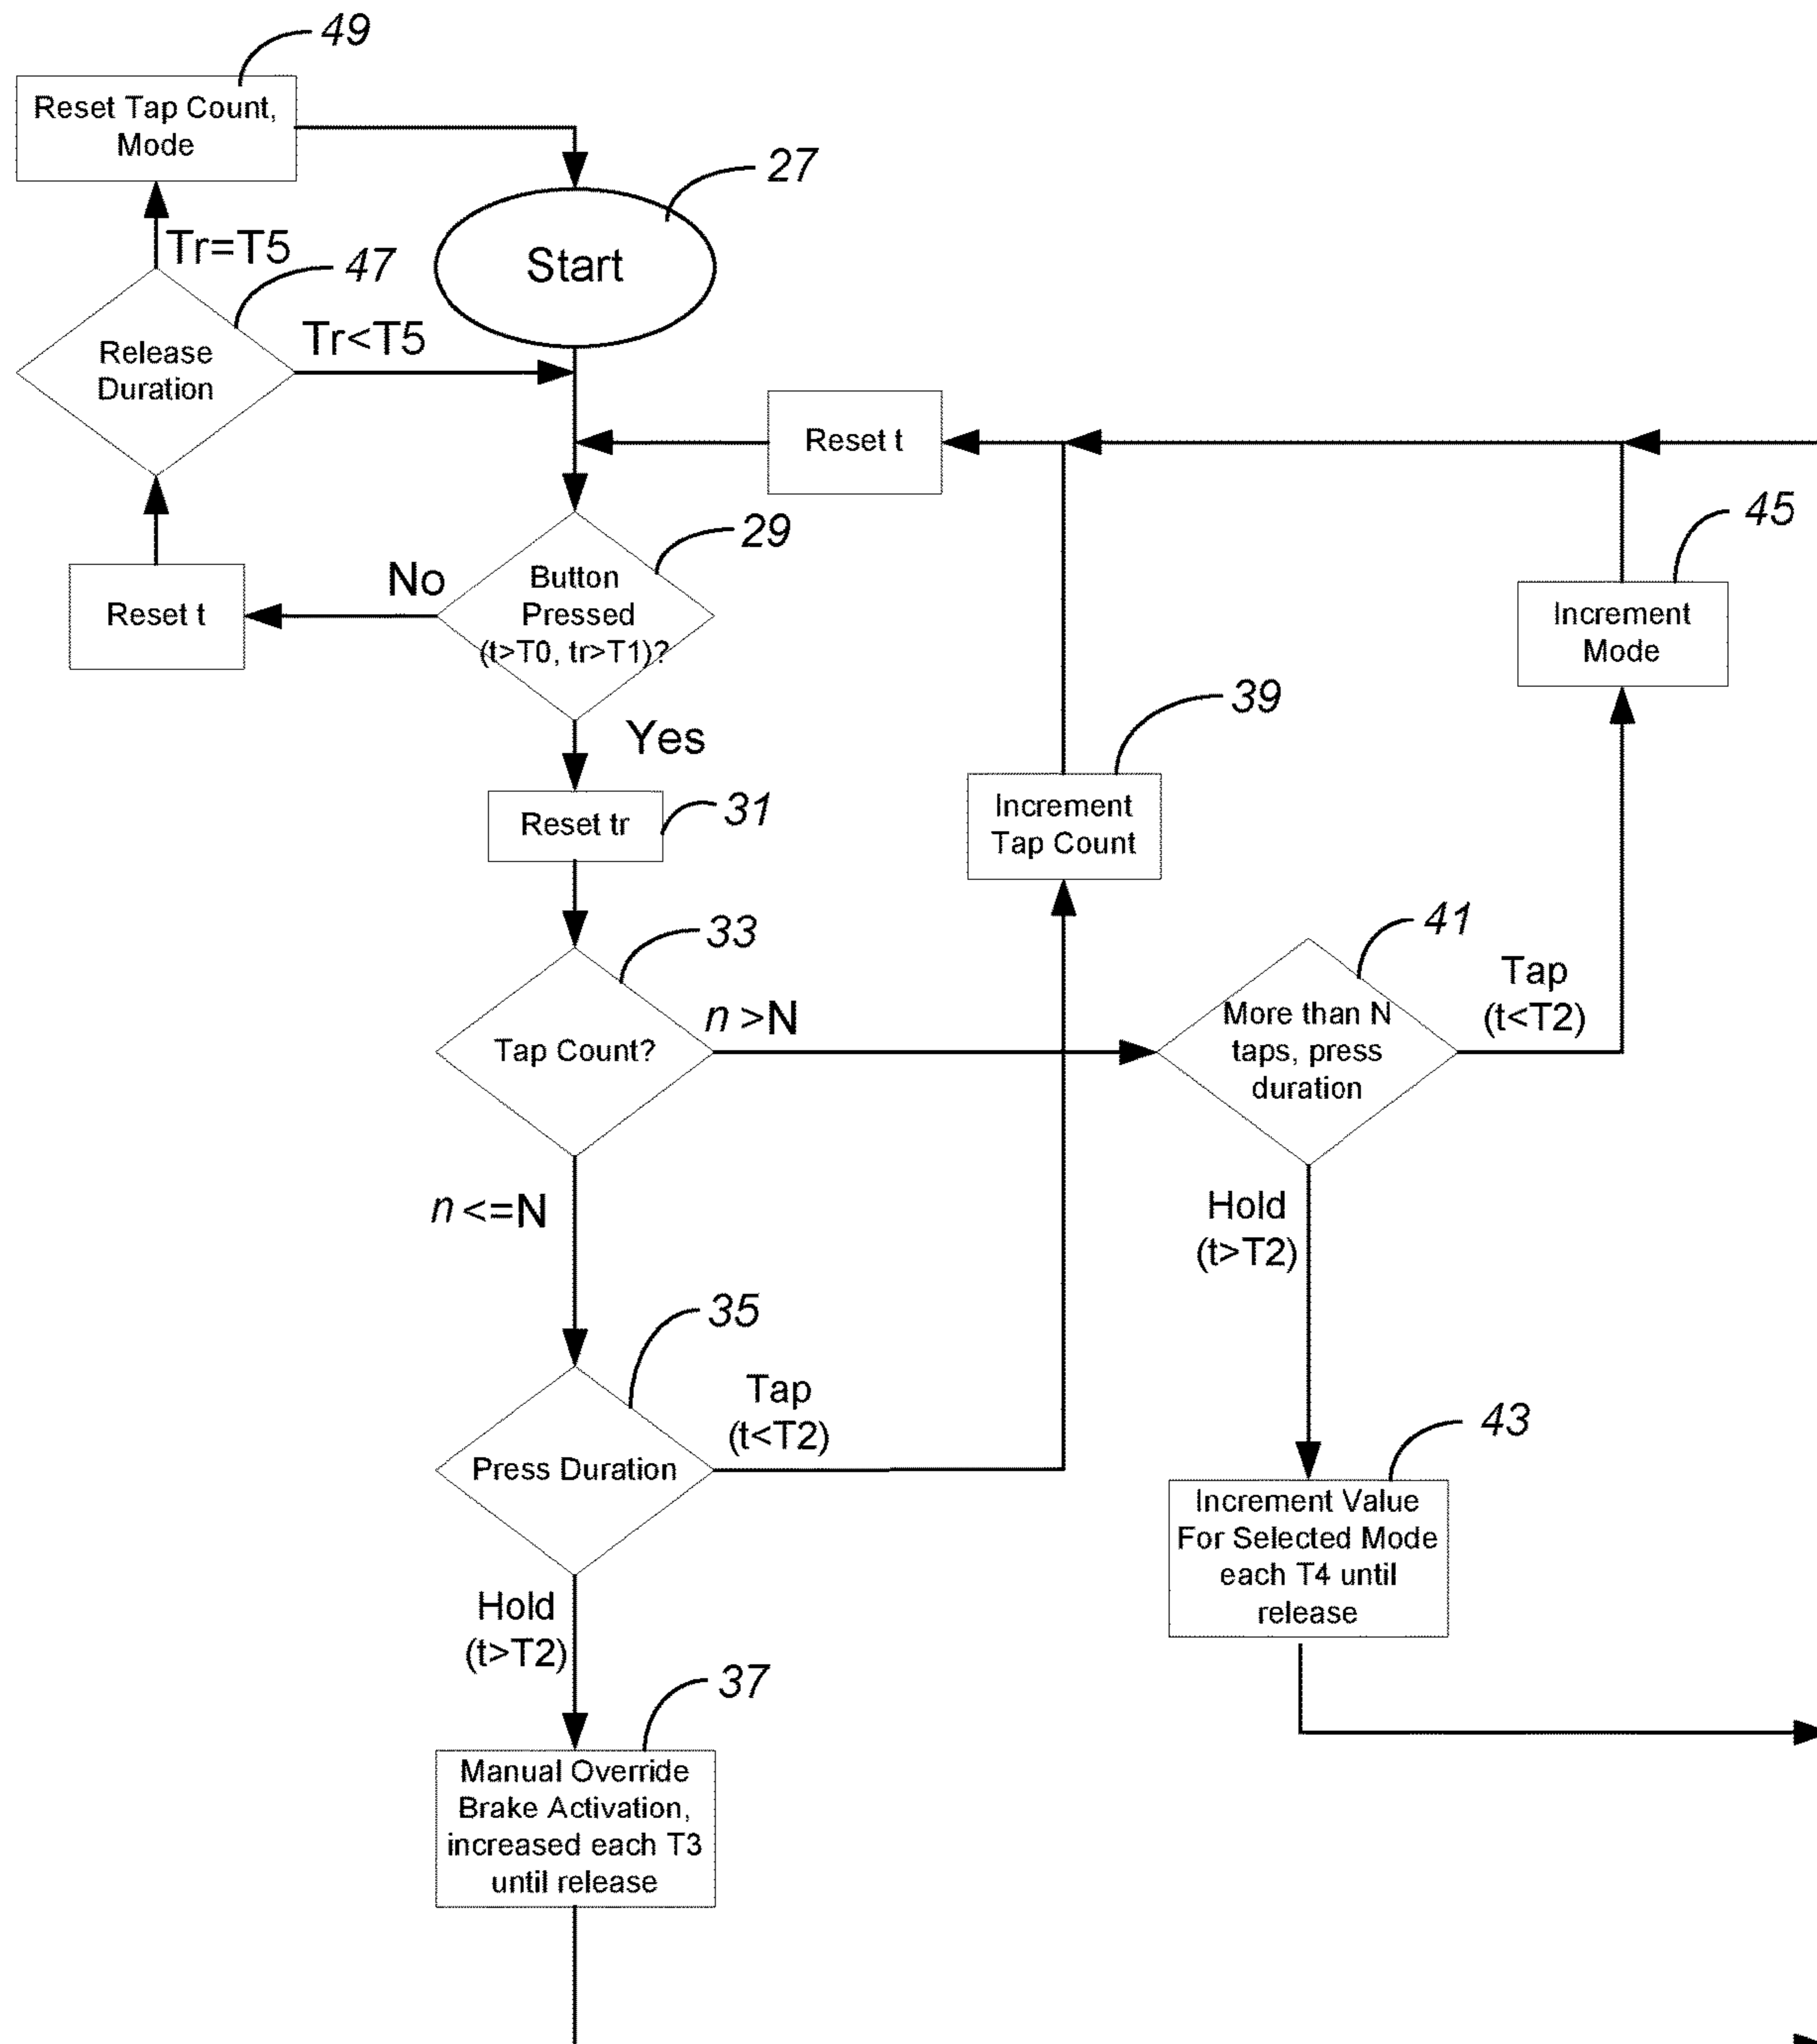 49
Reset Tap Count,
Mode
27
Start
Tr=T5
47
Release
Duration
Tr<T5
Reset t
29
Button
Pressed
(t>T0, tr>T1)?
No
Reset t
45
Increment
Mode
Yes
Reset tr
31
39
Increment
Tap Count
33
Tap Count?
n >N
41
More than N
taps, press
duration
Tap
(t<T2)
n <=N
Hold
(t>T2)
35
Press Duration
Tap
(t<T2)
43
Increment Value
For Selected Mode
each T4 until
release
Hold
(t>T2)
37
Manual Override
Brake Activation,
increased each T3
until release